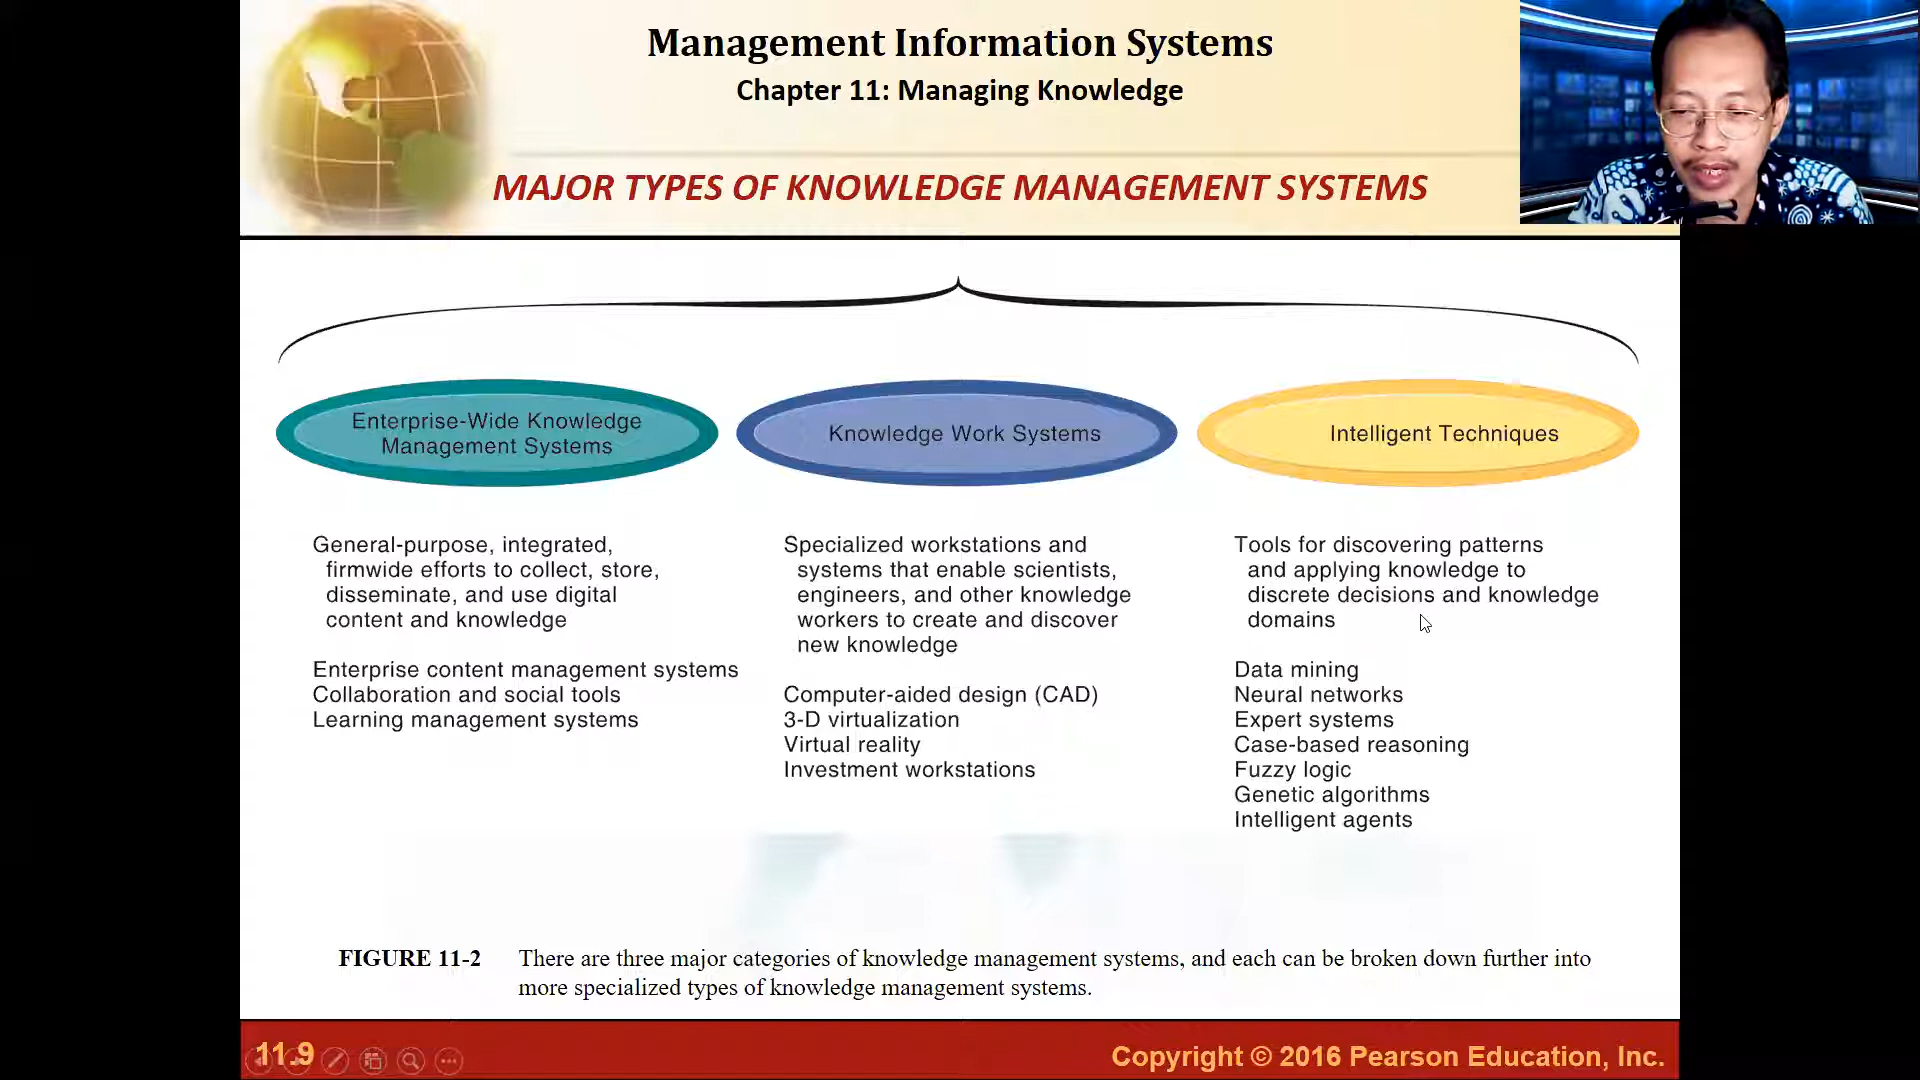 Management Information Systems
Chapter 11: Managing Knowledge
MAJOR TYPES OF KNOWLEDGE MANAGEMENT SYSTEMS
Enterprise-Wide Knowledge
Management Systems
General-purpose, integrated,
firmwide efforts to collect, store,
disseminate, and use digital
content and knowledge
Enterprise content management systems
Collaboration and social tools
Learning management systems
Knowledge Work Systems
Specialized workstations and
systems that enable scientists,
engineers, and other knowledge
workers to create and discover
new knowledge
Computer-aided design (CAD)
3-D virtualization
Virtual reality
Investment workstations
Intelligent Techniques
Tools for discovering patterns
and applying knowledge to
discrete decisions and knowledge
domains
Data mining
Neural networks
Expert systems
Case-based reasoning
Fuzzy logic
Genetic algorithms
Intelligent agents
FIGURE 11-2 There are three major categories of knowledge management systems, and each can be broken down further into
more specialized types of knowledge management systems.
11.9
Copyright © 2016 Pearson Education, Inc.